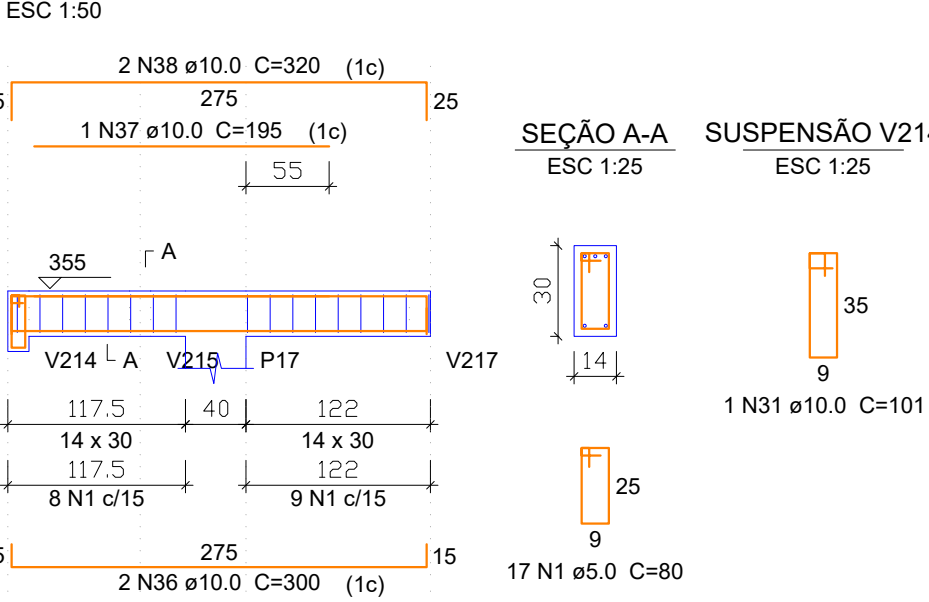 ESC 1:50
2 N38 ø10.0 C=320 (1c)
275
25
1 N37 ø10.0 C=195 (1c)
55
355
A
V214
A
V215
P17
V217
117.5
40
122
14 x 30
14 x 30
117.5
122
8 N1 c/15
9 N1 c/15
275
15
2 N36 ø10.0 C=300 (1c)
SEÇÃO A-A
ESC 1:25
30
14
25
9
17 N1 ø5.0 C=80
SUSPENSÃO V214
ESC 1:25
35
9
1 N31 ø10.0 C=101